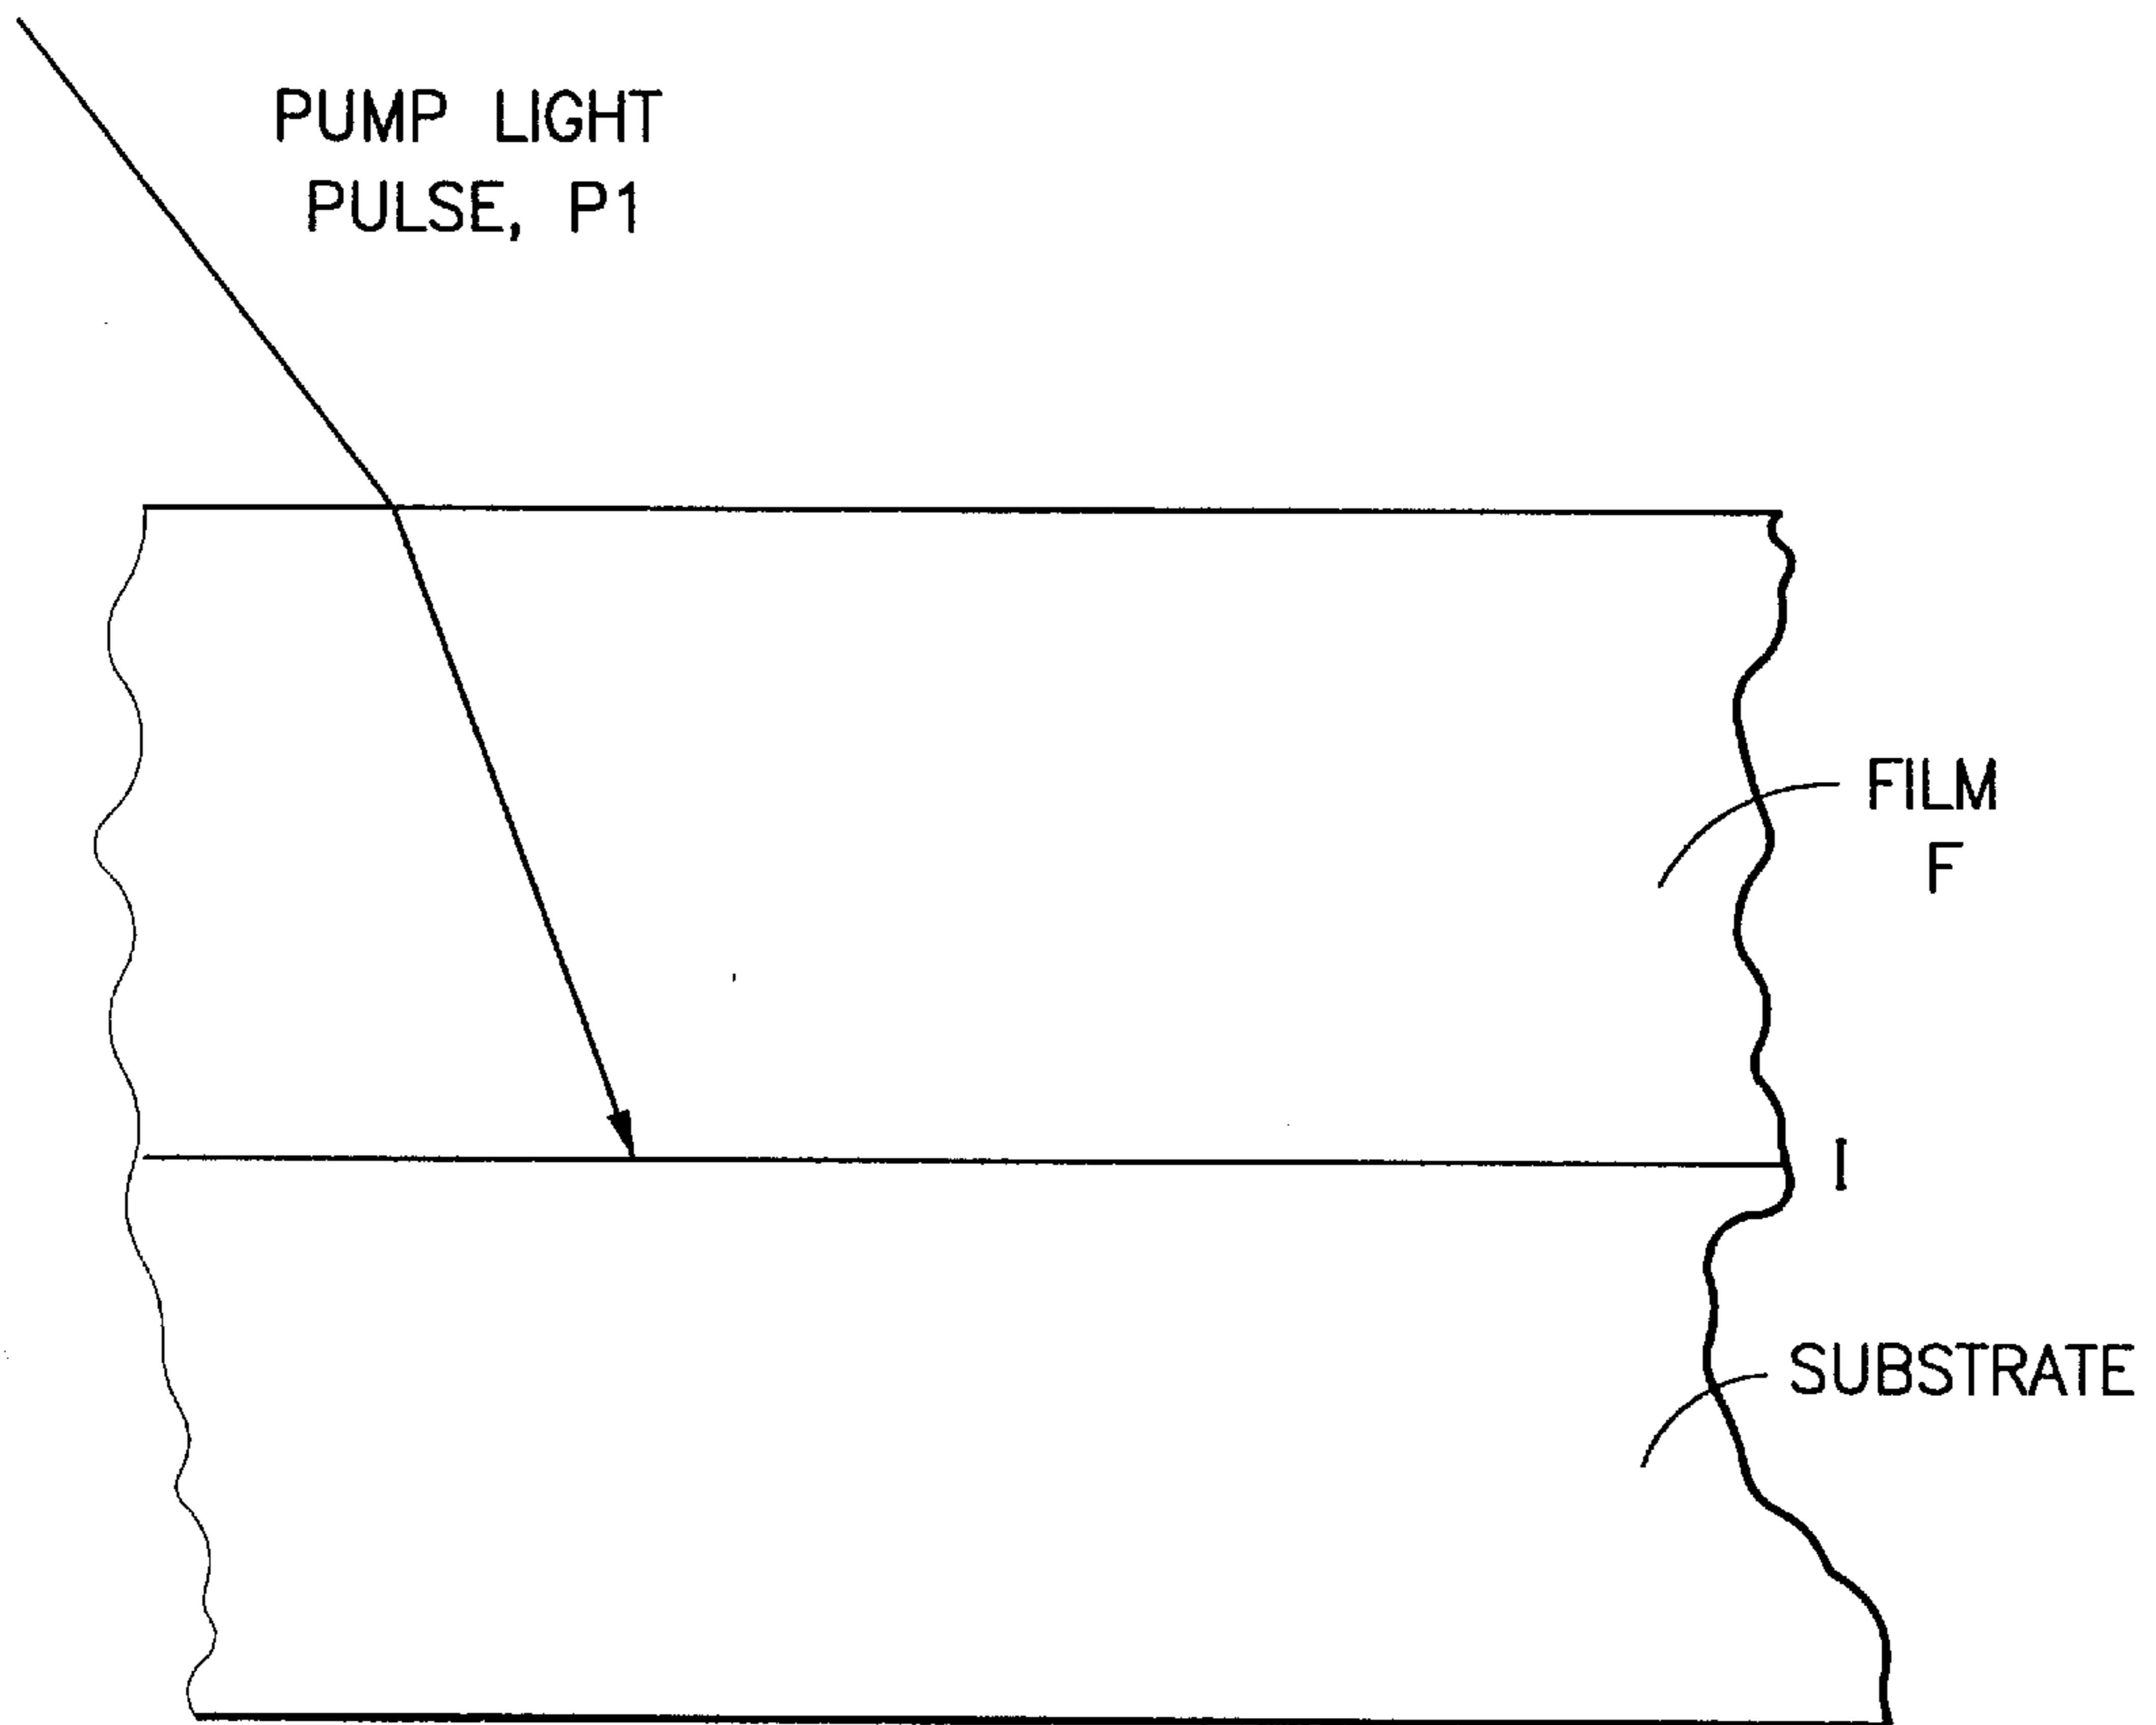 PUMP LIGHT
PULSE, P1
FILM
F
I
SUBSTRATE